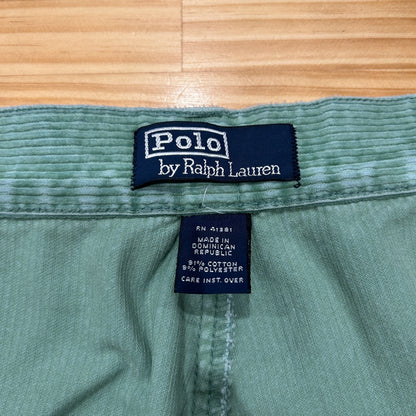 Polo
by Ralph Lauren
RN 41381
MADE IN
DOMINICAN
REPUBLIC
91% COTTON
9% POLYESTER
CARE INST. OVER